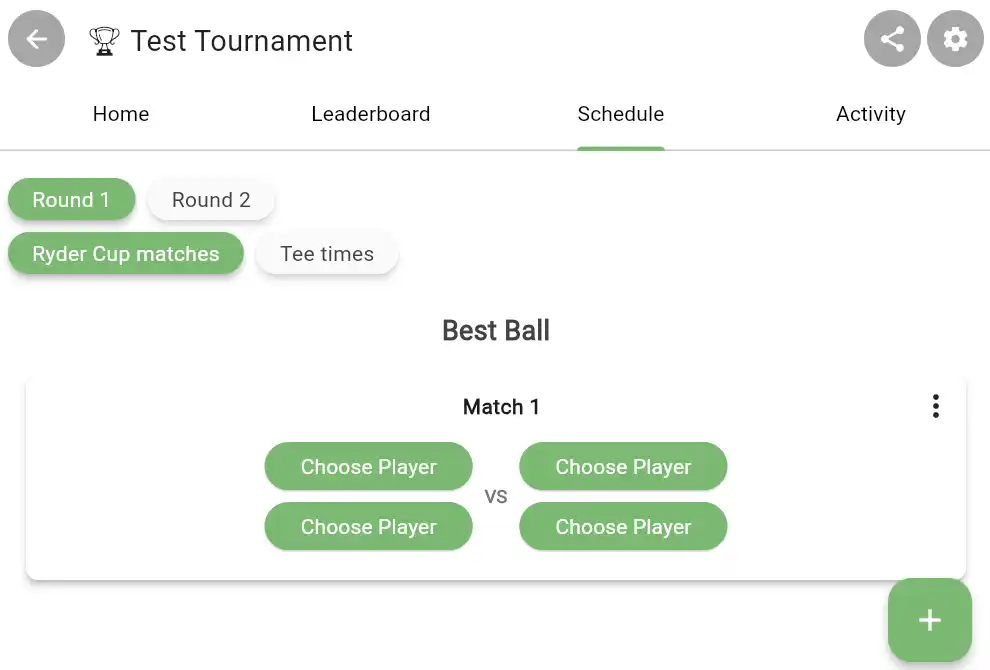 Test Tournament
Home Leaderboard Schedule Activity
Round 1 Round 2
Ryder Cup matches Tee times
Best Ball
Match 1
Choose Player Choose Player
VS
Choose Player Choose Player